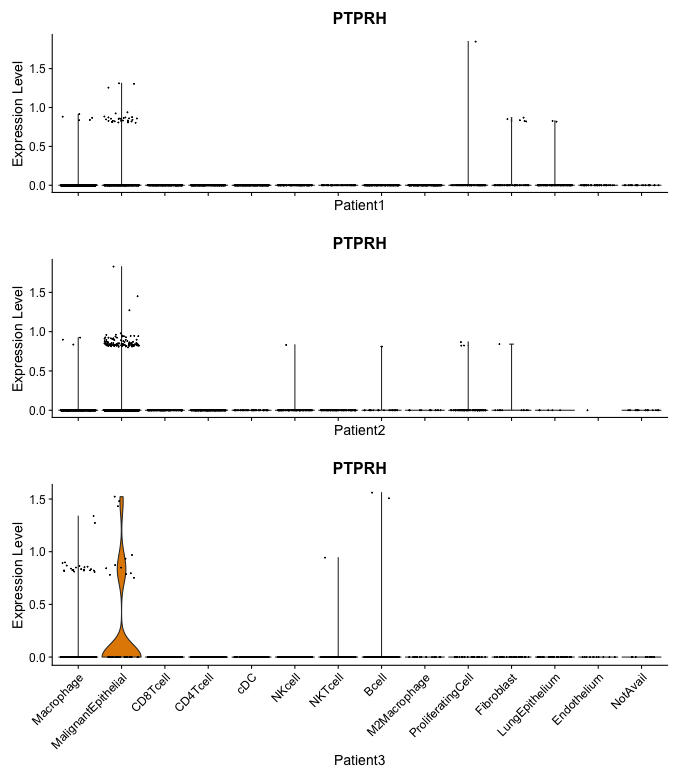 PTPRH
Expression Level
1.5
1.0
0.5
0.0
Patient1
PTPRH
Expression Level
1.5
1.0
0.5
0.0
Patient2
PTPRH
Expression Level
1.5
1.0
0.5
0.0
Macrophage
MalignantEpithelial
CD8Tcell
CD4Tcell
cDC
NKcell
NKTcell
Bcell
M2Macrophage
ProliferatingCell
Fibroblast
LungEpithelium
Endothelium
NotAvail
Patient3